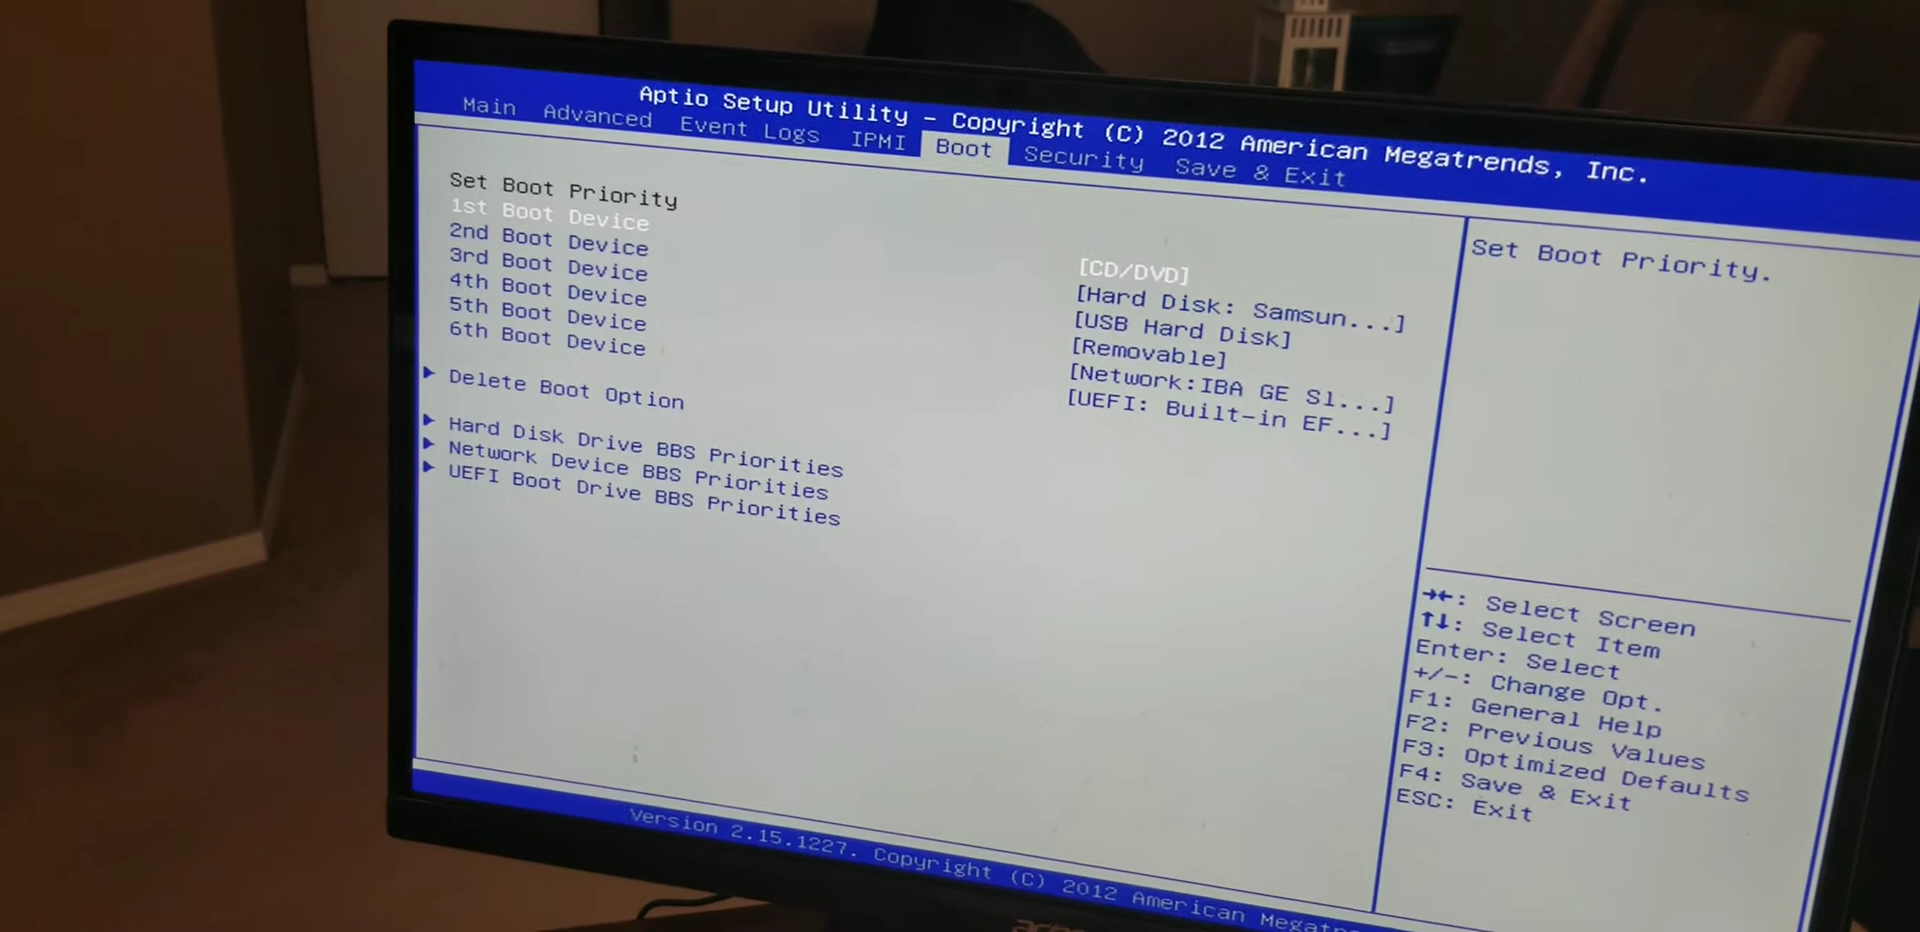 Aptio Setup Utility – Copyright (C) 2012 American Megatrends, Inc.
Main Advanced Event Logs IPMI Boot Security Save & Exit
Set Boot Priority
1st Boot Device [CD/DVD]
2nd Boot Device [Hard Disk: Samsun...]
3rd Boot Device [USB Hard Disk]
4th Boot Device [Removable]
5th Boot Device [Network:IBA GE Sl...]
6th Boot Device [UEFI: Built-in EF...]
Delete Boot Option
Hard Disk Drive BBS Priorities
Network Device BBS Priorities
UEFI Boot Drive BBS Priorities
Set Boot Priority.
→←: Select Screen
↑↓: Select Item
Enter: Select
+/-: Change Opt.
F1: General Help
F2: Previous Values
F3: Optimized Defaults
F4: Save & Exit
ESC: Exit
Version 2.15.1227. Copyright (C) 2012 American Megatr
acer